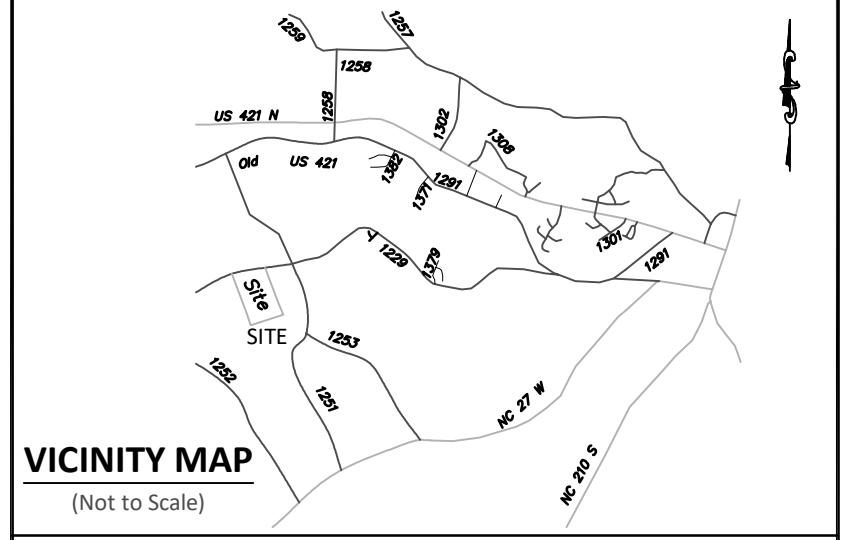 1259
1257
1258
1258
US 421 N
1302
1308
Old US 421
1382
1371
1291
1301
1229
1379
1291
Site
SITE
1253
1252
1251
NC 27 W
NC 210 S
VICINITY MAP
(Not to Scale)